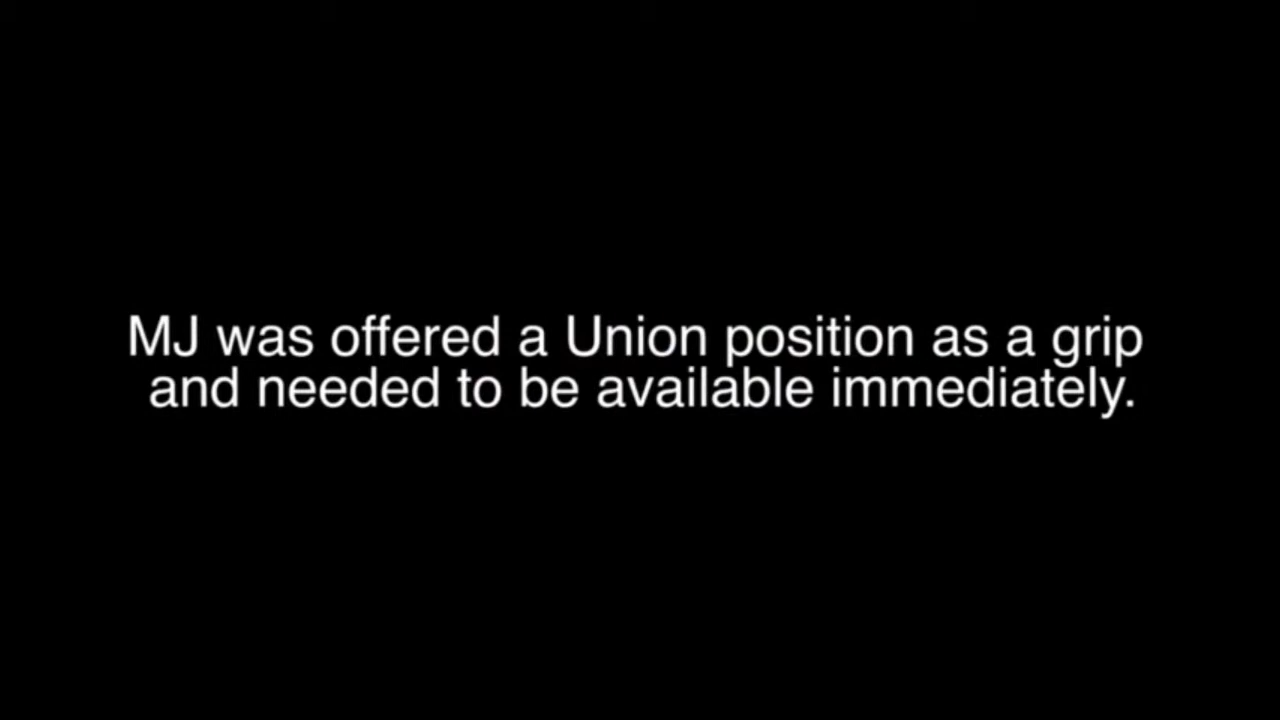 MJ was offered a Union position as a grip
and needed to be available immediately.